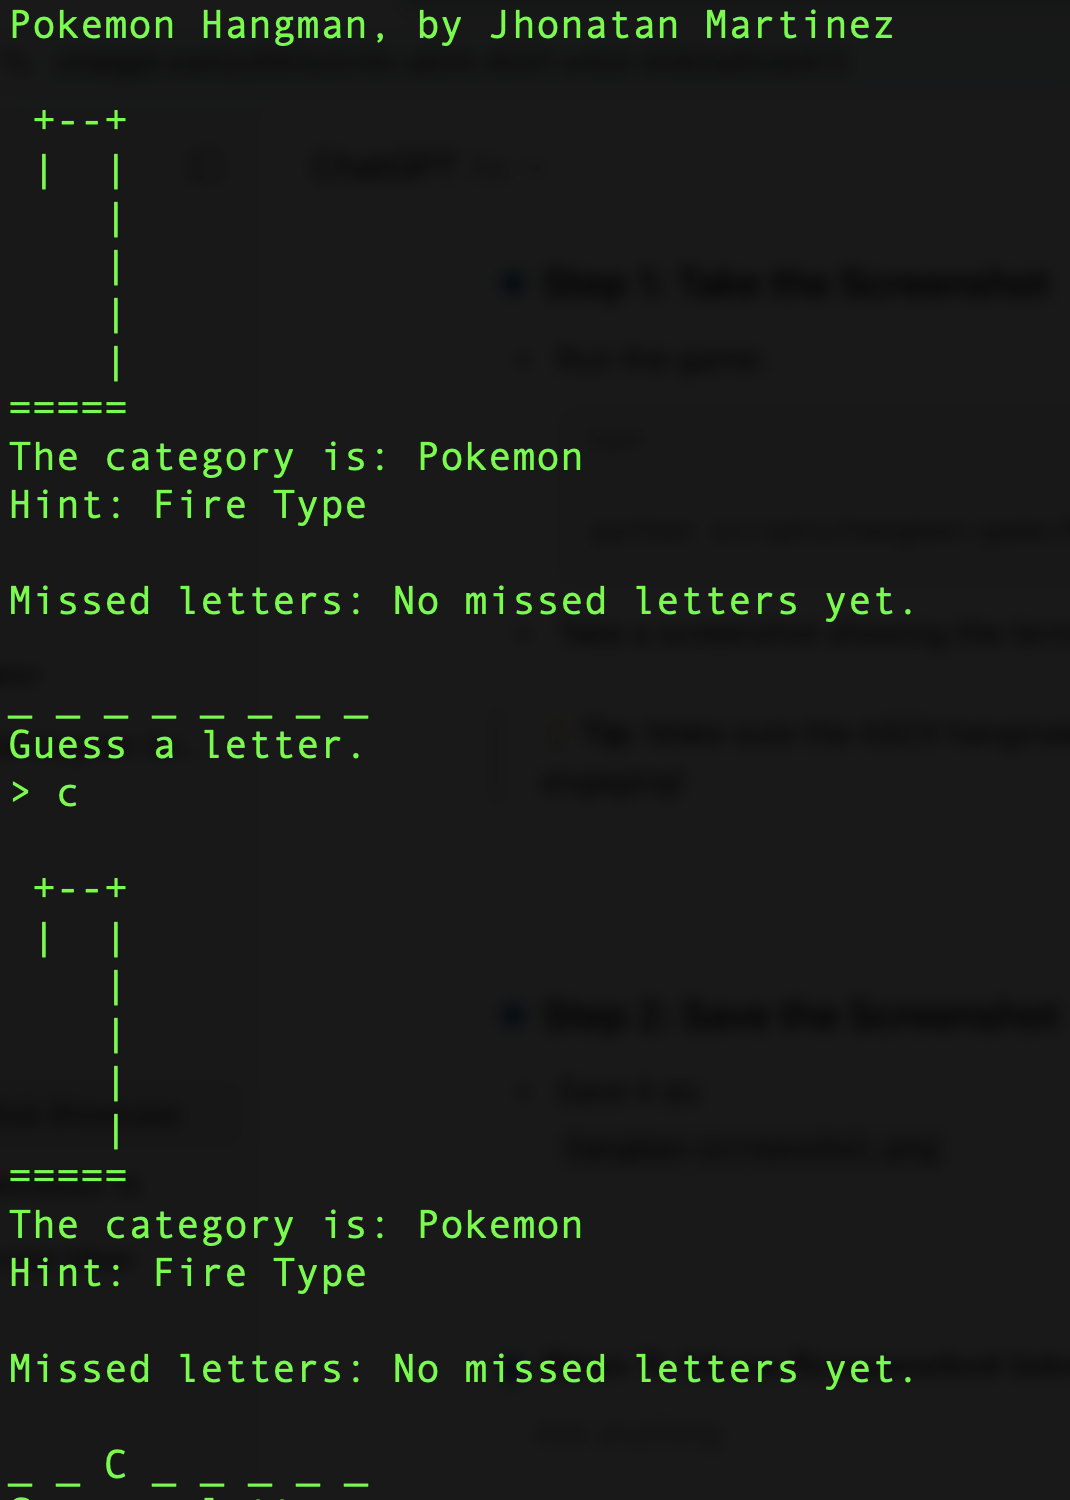 Pokemon Hangman, by Jhonatan Martinez
+--+
|  |
   |
   |
   |
   |
=====
The category is: Pokemon
Hint: Fire Type
Missed letters: No missed letters yet.
_ _ _ _ _ _ _ _
Guess a letter.
> c
+--+
|  |
   |
   |
   |
   |
=====
The category is: Pokemon
Hint: Fire Type
Missed letters: No missed letters yet.
_ _ C _ _ _ _ _